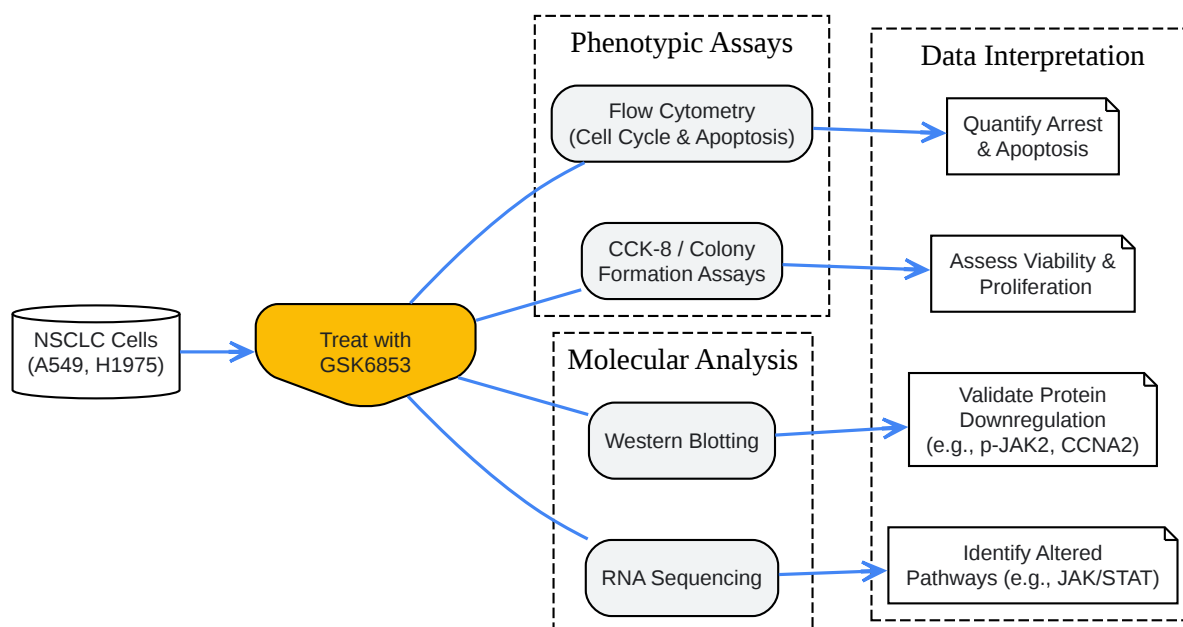 Phenotypic Assays
Data Interpretation
Flow Cytometry
(Cell Cycle & Apoptosis)
Quantify Arrest
& Apoptosis
CCK-8 / Colony
Formation Assays
Assess Viability &
Proliferation
NSCLC Cells
(A549, H1975)
Treat with
GSK6853
Molecular Analysis
Western Blotting
Validate Protein
Downregulation
(e.g., p-JAK2, CCNA2)
RNA Sequencing
Identify Altered
Pathways (e.g., JAK/STAT)